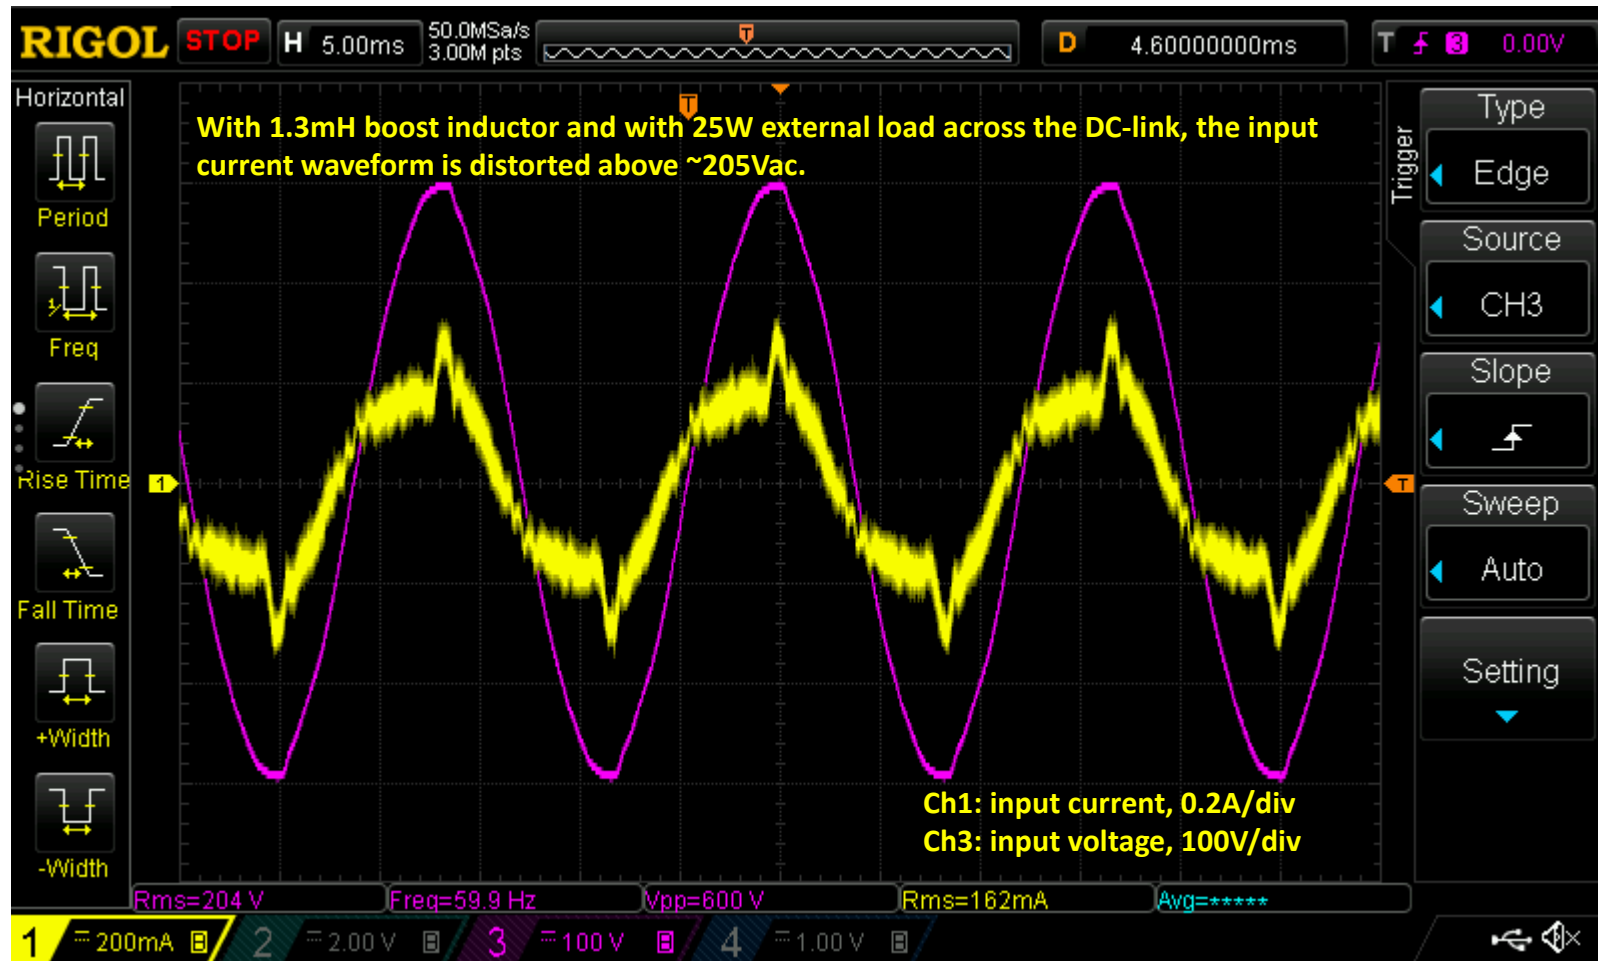 RIGOL STOP H 5.00ms 50.0MSa/s 3.00M pts T D 4.60000000ms T 3 0.00V
Horizontal
Period
Freq
Rise Time
Fall Time
+Width
-Width
T
With 1.3mH boost inductor and with 25W external load across the DC-link, the input
current waveform is distorted above ~205Vac.
1
T
Ch1: input current, 0.2A/div
Ch3: input voltage, 100V/div
Trigger
Type
Edge
Source
CH3
Slope
Sweep
Auto
Setting
Rms=204 V Freq=59.9 Hz Vpp=600 V Rms=162mA Avg=*****
1 200mA B 2 2.00 V B 3 100 V B 4 1.00 V B